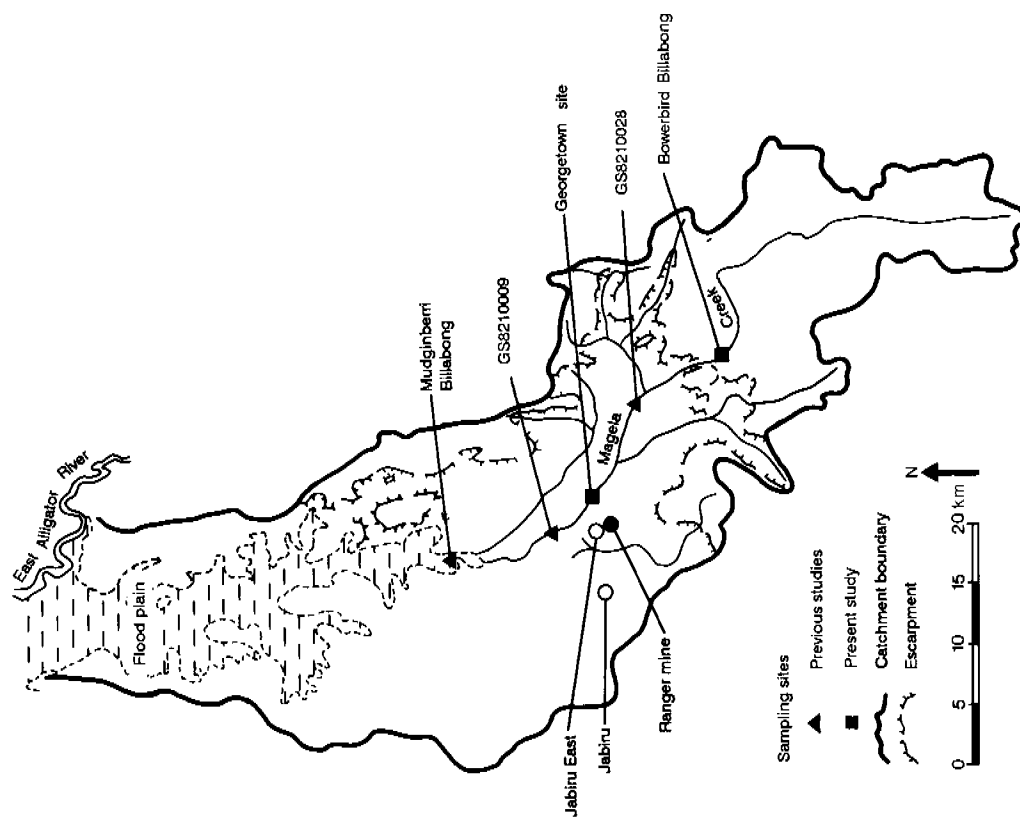 East Alligator River
Flood plain
Mudginberri
Billabong
GS8210009
Georgetown site
GS8210028
Bowerbird Billabong
Magela
Creek
Jabiru East
Jabiru
Ranger mine
N
Sampling sites
Previous studies
Present study
Catchment boundary
Escarpment
0 5 10 15 20 km